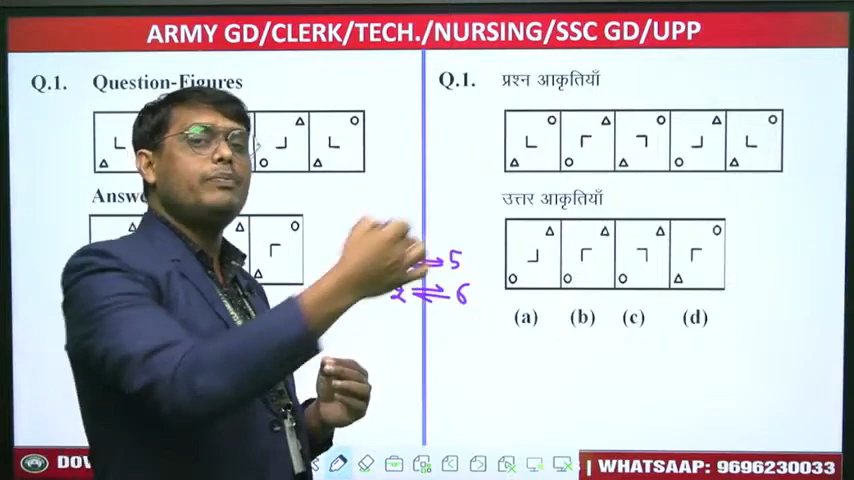 ARMY GD/CLERK/TECH./NURSING/SSC GD/UPP
Q.1. Question-Figures
Q.1. प्रश्न आकृतियाँ
उत्तर आकृतियाँ
5
2 ⇌ 6
(a) (b) (c) (d)
WHATSAAP: 9696230033